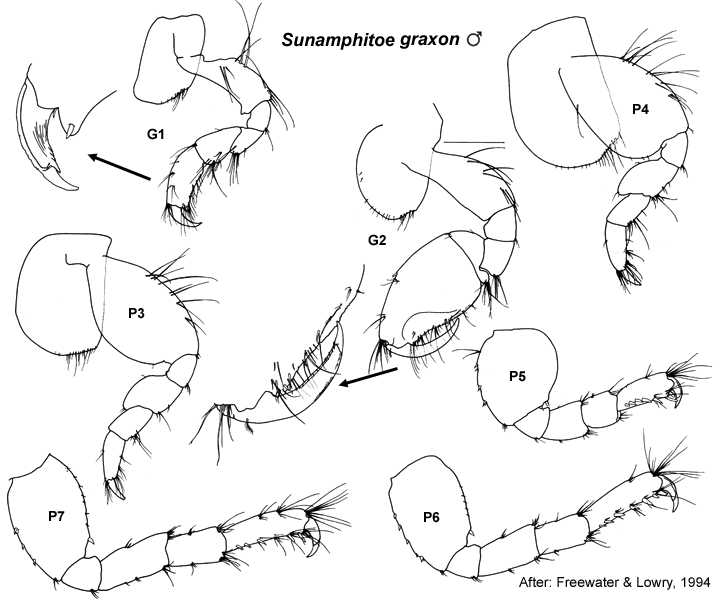 Sunamphitoe graxon ♂
P4
G1
G2
P3
P5
P7
P6
After: Freewater & Lowry, 1994